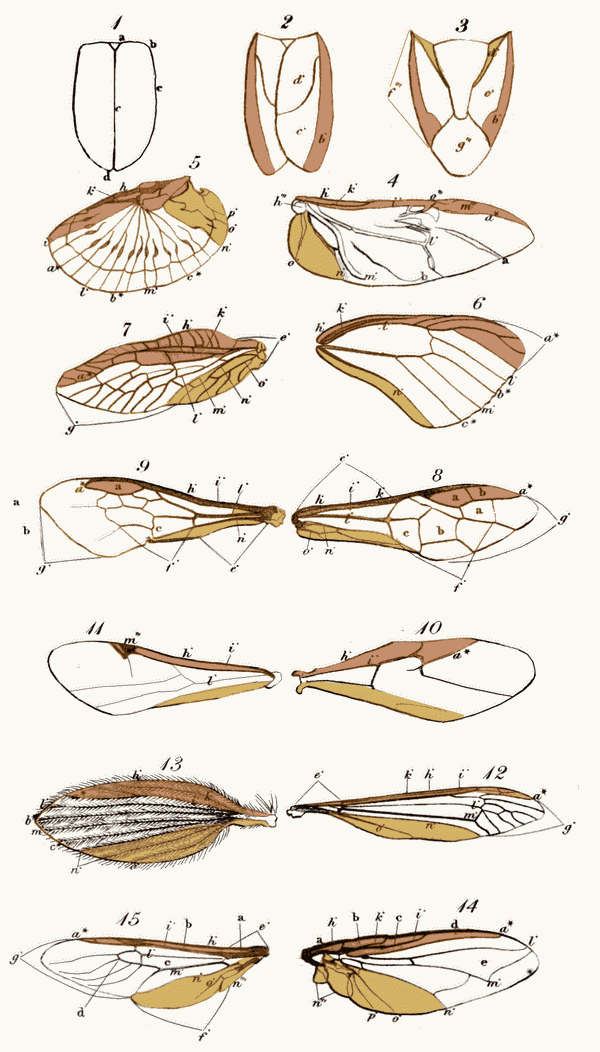 1 2 3
a b
c
c
d
d"
c'
d"
e'
f'"
b'
g"
5 4
k' h
i
a*
l'
b*
m'
c*
n'
o'
p'
h" h' k' i' e" m" a*
l'
a
o n' m' k
7 6
i" h' k' e'
a*
g' l' m' n' o'
k' h' t a*
n'
l'
b*
m'
c*
9 8
a* a h' i" l'
a
b
c
g' f' n' e'
e'
h' i" k a b a*
a
t c b
o' n' g'
f'
11 10
m" h' i"
l'
h' i" a*
13 12
h'
l' i'
b'
m'
c'
n' o'
e' k' h' i" a*
l'
m'
o' n' g'
15 14
a* i' b h' a e'
g' l' c
m n' o' n"
d
f'
h' b k' c i' d a*
a l'
e
m'
n" p' o' n'